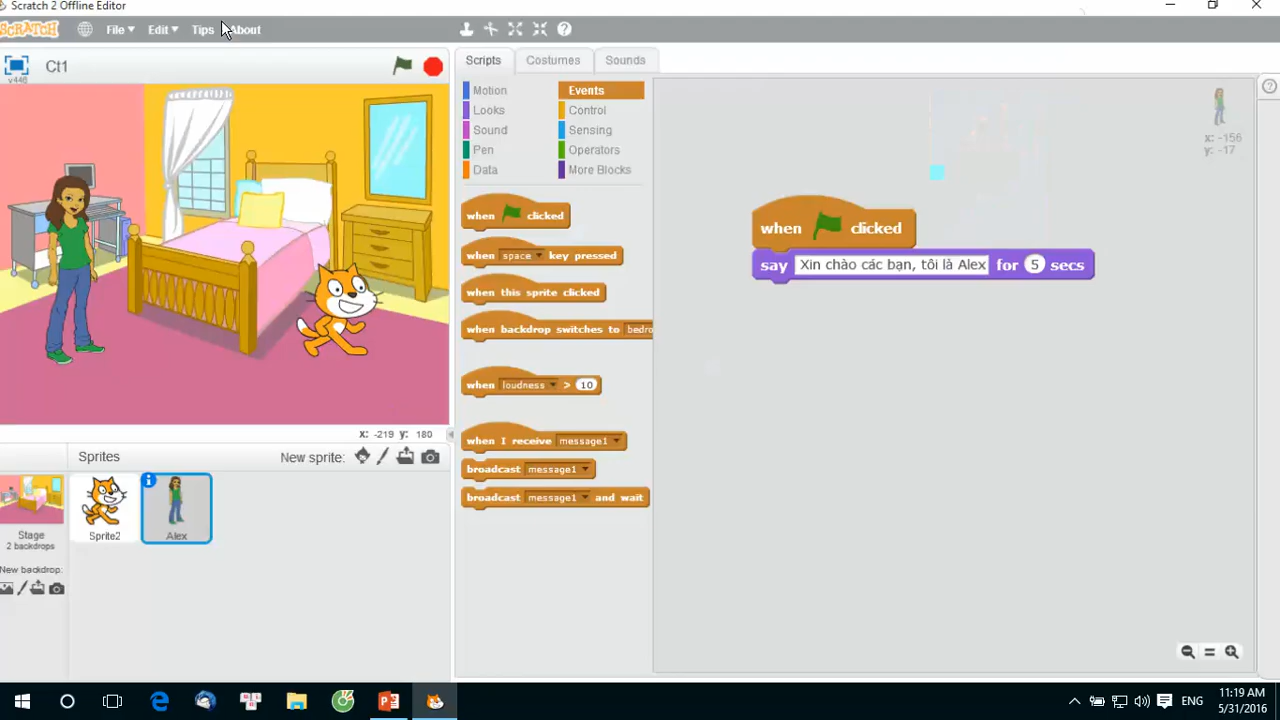 Scratch 2 Offline Editor
SCRATCH File Edit Tips About
v446 Ct1
Scripts Costumes Sounds
Motion Events
Looks Control
Sound Sensing
Pen Operators
Data More Blocks
when clicked
when space key pressed
when this sprite clicked
when backdrop switches to bedro
when loudness > 10
when I receive message1
broadcast message1
broadcast message1 and wait
when clicked
say Xin chào các bạn, tôi là Alex for 5 secs
x: -156
y: -17
x: -219 y: 180
Sprites New sprite:
Stage
2 backdrops
New backdrop:
Sprite2
Alex
ENG
11:19 AM
5/31/2016